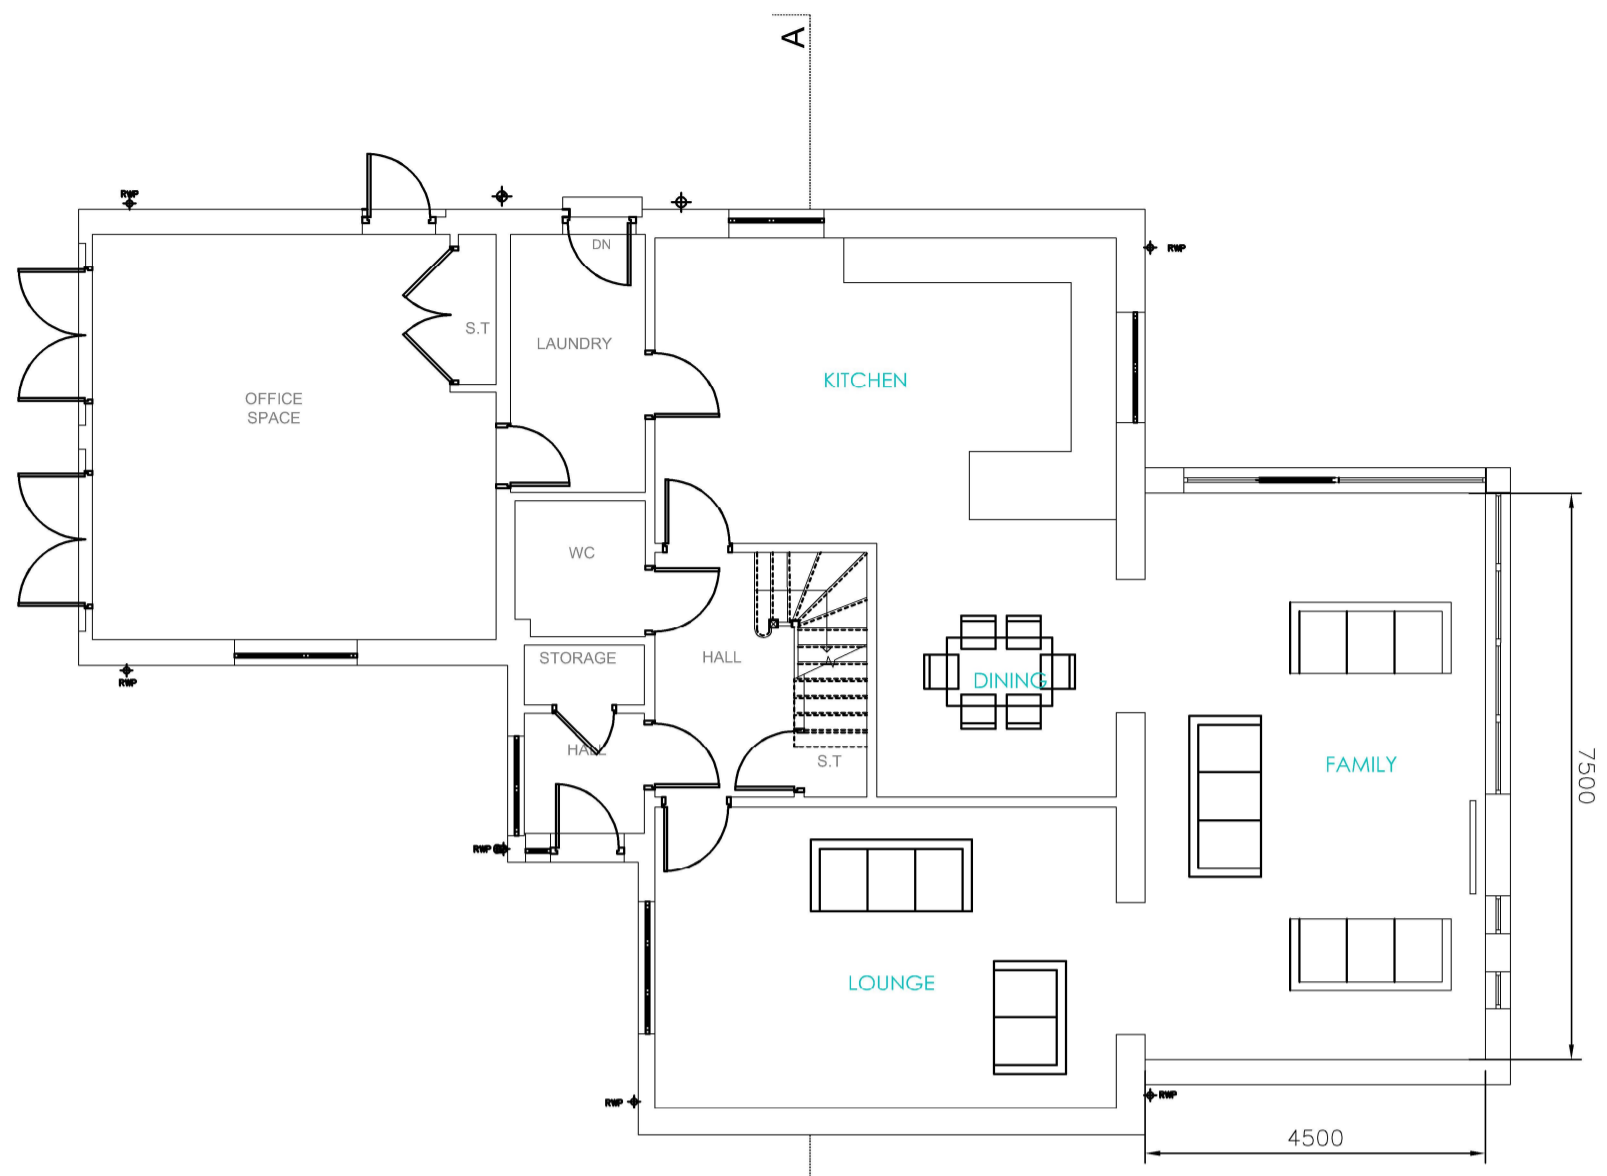 A
RWP
DN
RWP
S.T
LAUNDRY
KITCHEN
OFFICE
SPACE
WC
STORAGE
HALL
DINING
RWP
HALL
S.T
FAMILY
7500
RWP
LOUNGE
RWP
RWP
4500